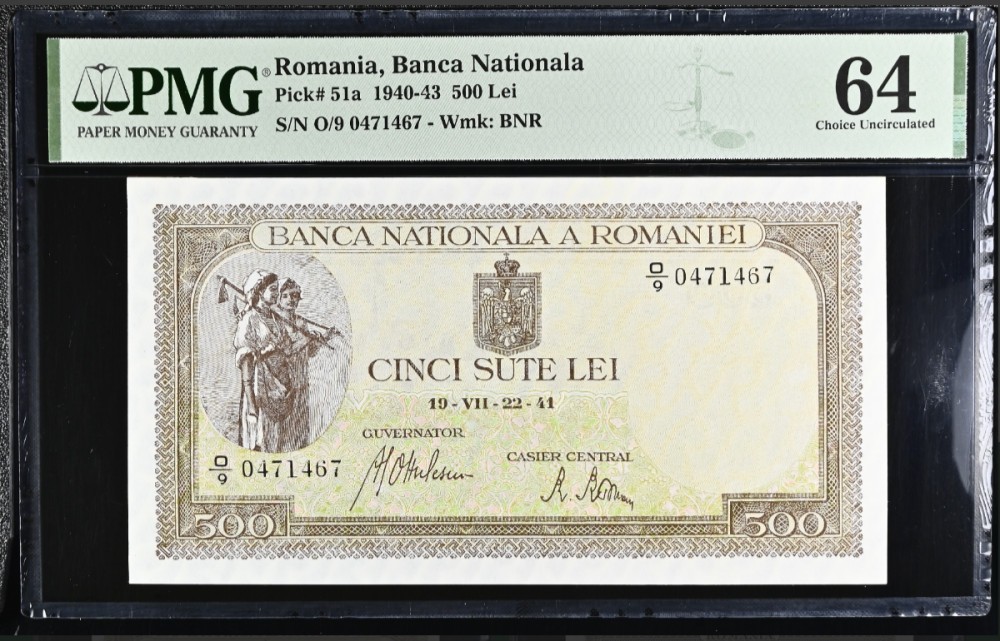 PMG®
PAPER MONEY GUARANTY
Romania, Banca Nationala
Pick# 51a 1940-43 500 Lei
S/N O/9 0471467 - Wmk: BNR
64
Choice Uncirculated
BANCA NATIONALA A ROMANIEI
O/9 0471467
CINCI SUTE LEI
19 - VII - 22 - 41
GUVERNATOR
CASIER CENTRAL
O/9 0471467
500
500